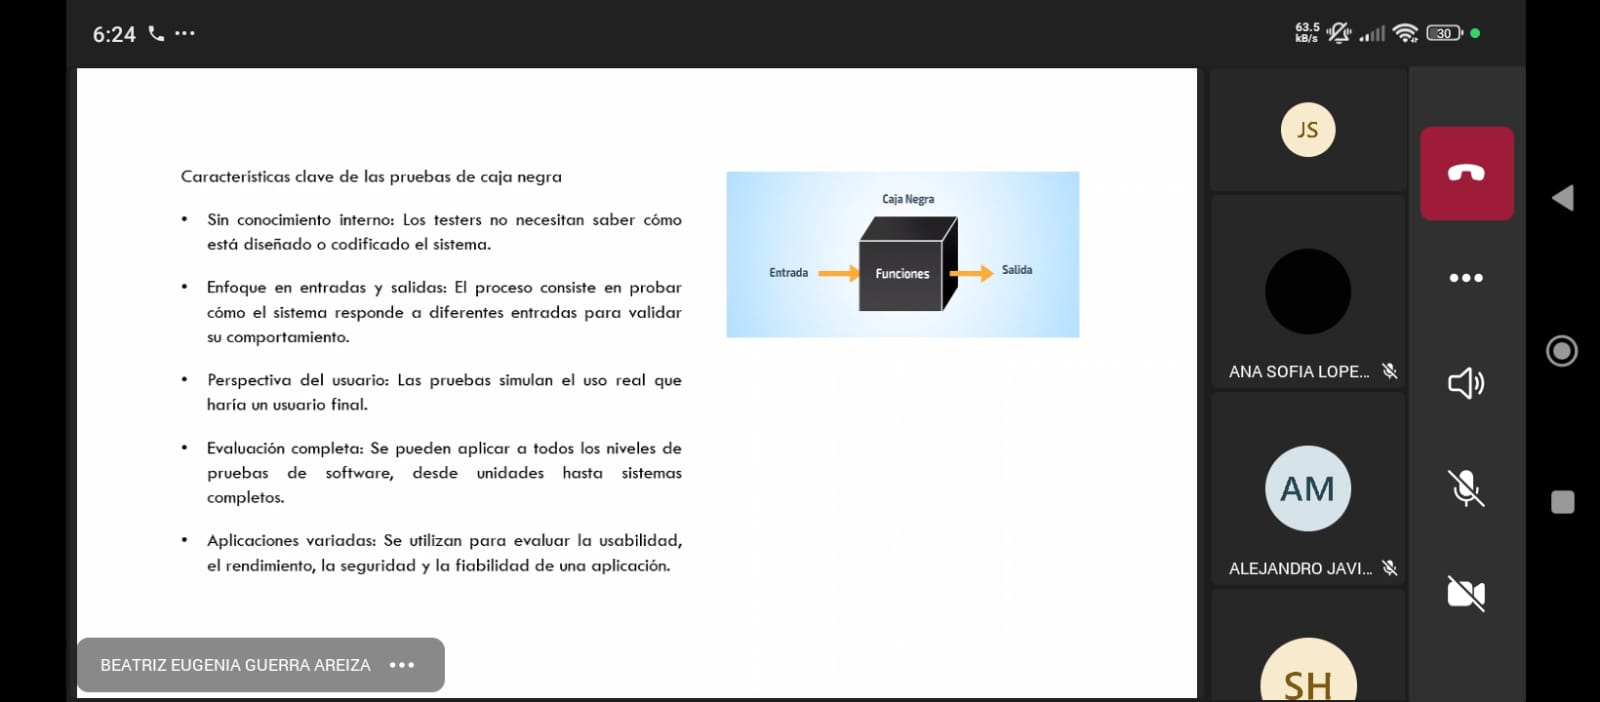 6:24
63.5
kB/s
30
Características clave de las pruebas de caja negra
• Sin conocimiento interno: Los testers no necesitan saber cómo
está diseñado o codificado el sistema.
• Enfoque en entradas y salidas: El proceso consiste en probar
cómo el sistema responde a diferentes entradas para validar
su comportamiento.
• Perspectiva del usuario: Las pruebas simulan el uso real que
haría un usuario final.
• Evaluación completa: Se pueden aplicar a todos los niveles de
pruebas de software, desde unidades hasta sistemas
completos.
• Aplicaciones variadas: Se utilizan para evaluar la usabilidad,
el rendimiento, la seguridad y la fiabilidad de una aplicación.
Caja Negra
Entrada
Funciones
Salida
BEATRIZ EUGENIA GUERRA AREIZA
JS
ANA SOFIA LOPE...
AM
ALEJANDRO JAVI...
SH